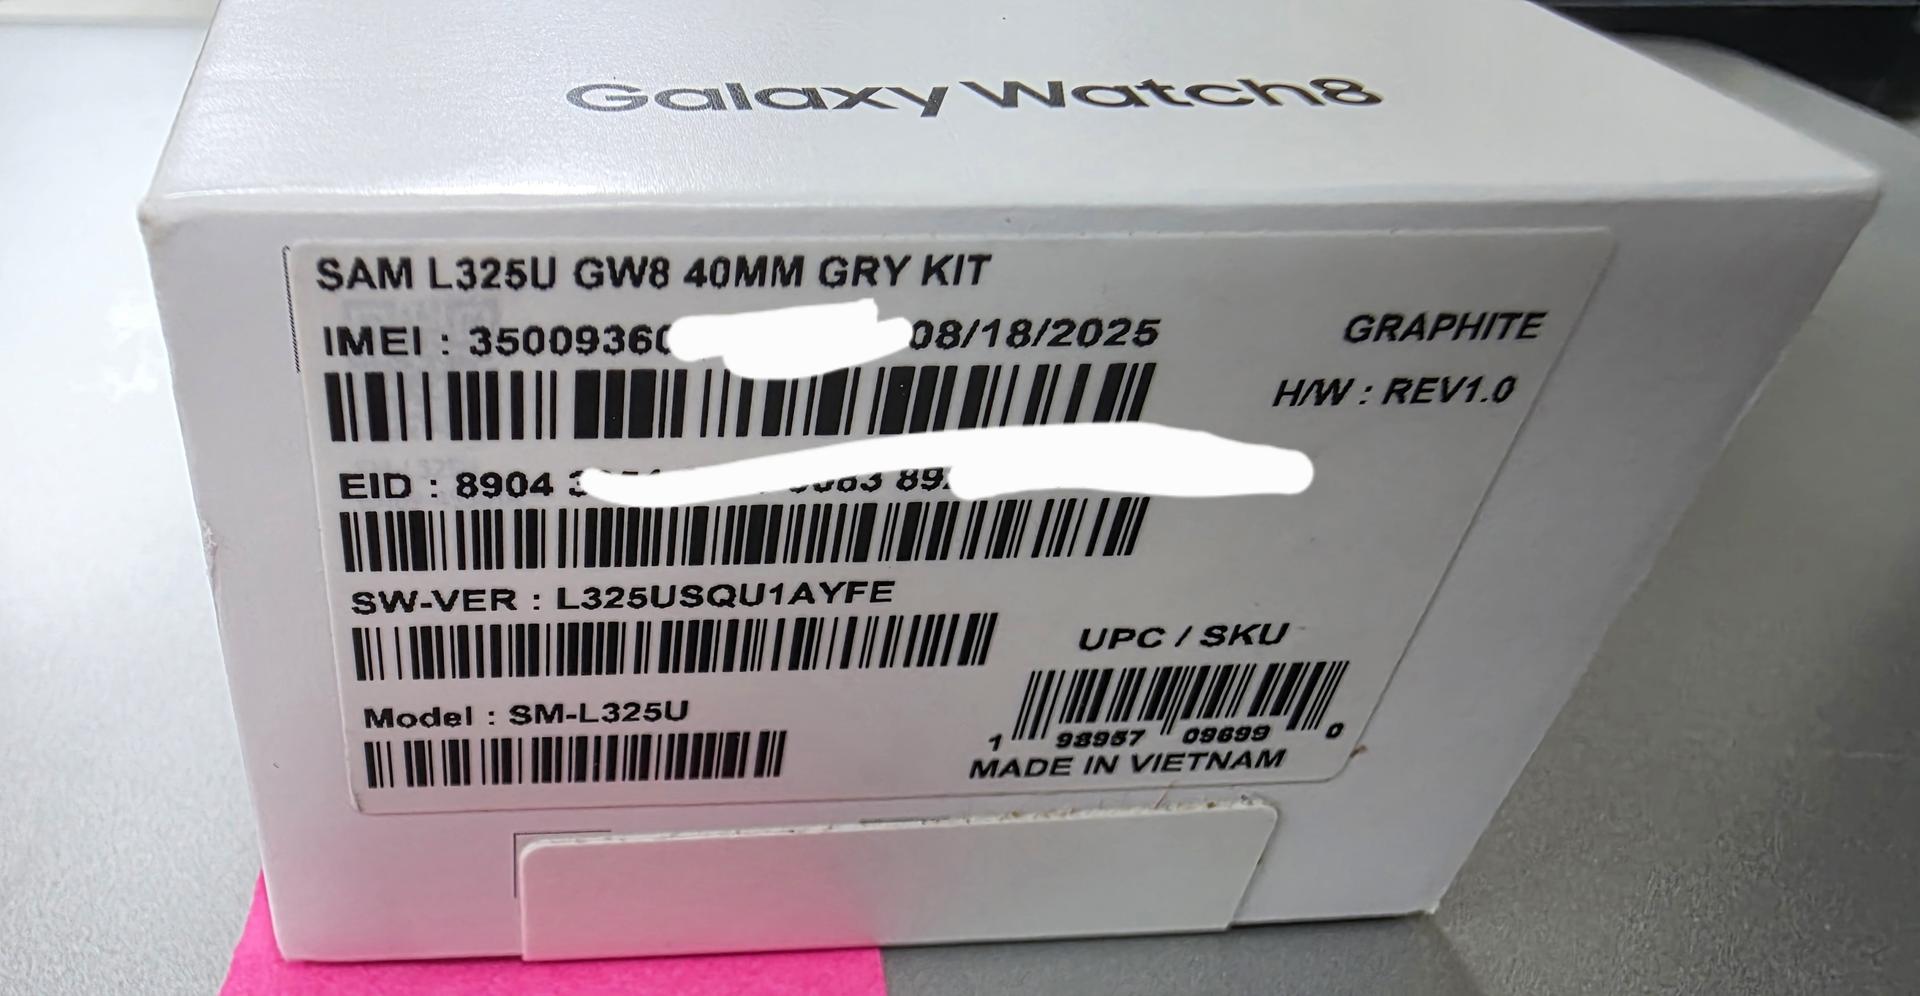 Galaxy Watch8
SAM L325U GW8 40MM GRY KIT
IMEI : 35009360 08/18/2025
GRAPHITE
H/W : REV1.0
EID : 8904
SW-VER : L325USQU1AYFE
UPC / SKU
Model : SM-L325U
1 98957 09699 0
MADE IN VIETNAM